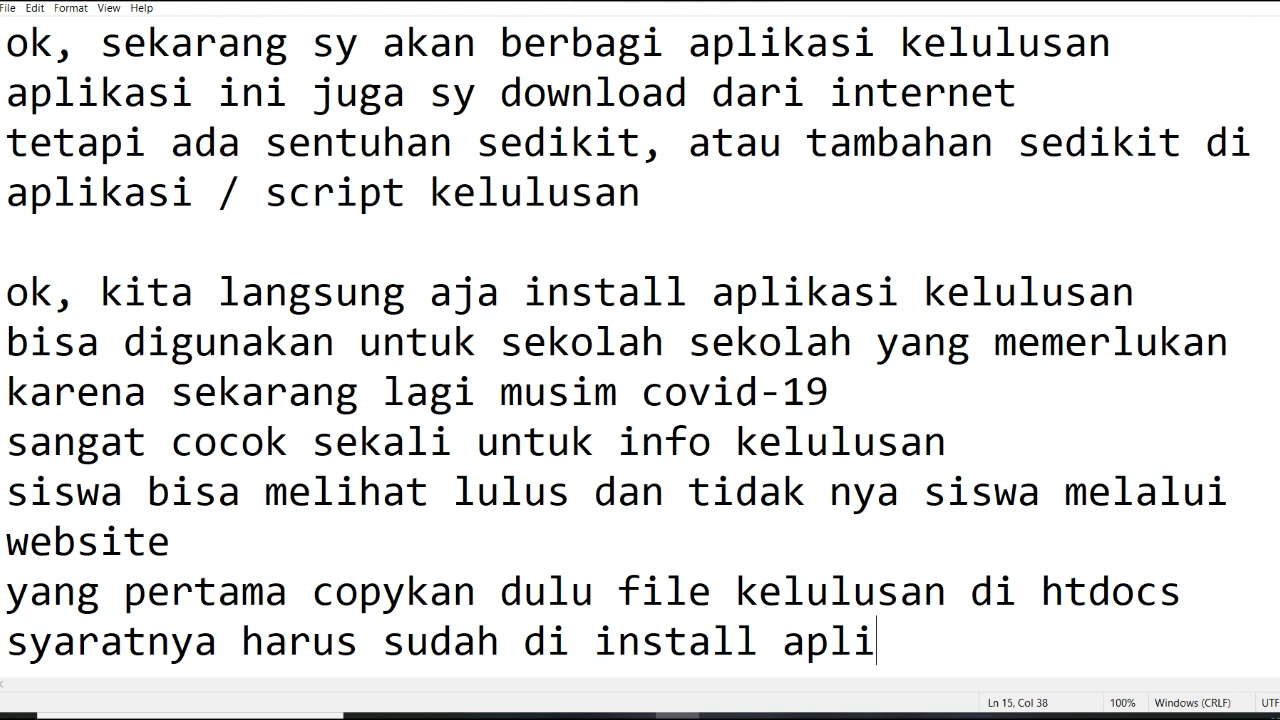 File Edit Format View Help
ok, sekarang sy akan berbagi aplikasi kelulusan
aplikasi ini juga sy download dari internet
tetapi ada sentuhan sedikit, atau tambahan sedikit di
aplikasi / script kelulusan
ok, kita langsung aja install aplikasi kelulusan
bisa digunakan untuk sekolah sekolah yang memerlukan
karena sekarang lagi musim covid-19
sangat cocok sekali untuk info kelulusan
siswa bisa melihat lulus dan tidak nya siswa melalui
website
yang pertama copykan dulu file kelulusan di htdocs
syaratnya harus sudah di install apli
Ln 15, Col 38 100% Windows (CRLF) UTF